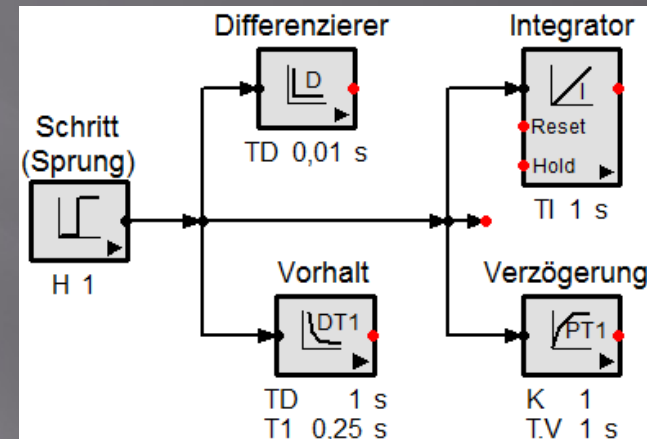 Differenzierer
D
TD 0,01 s
Integrator
I
Reset
Hold
TI 1 s
Schritt
(Sprung)
H 1
Vorhalt
DT1
TD 1 s
T1 0,25 s
Verzögerung
PT1
K 1
T.V 1 s